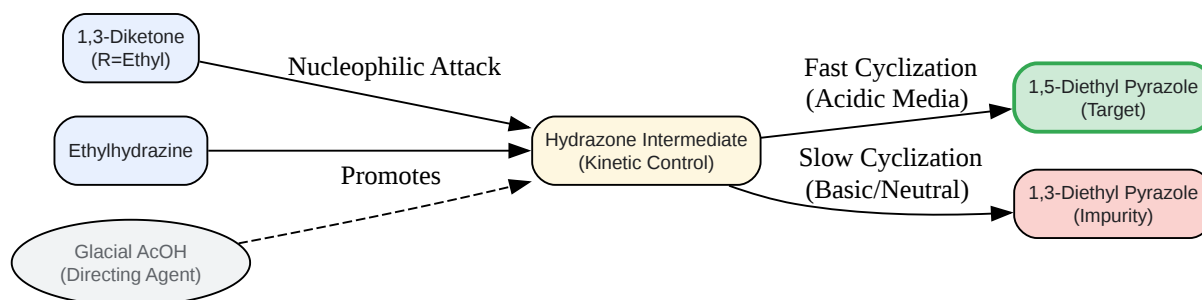 1,3-Diketone
(R=Ethyl)
Nucleophilic Attack
Ethylhydrazine
Promotes
Glacial AcOH
(Directing Agent)
Hydrazone Intermediate
(Kinetic Control)
Fast Cyclization
(Acidic Media)
Slow Cyclization
(Basic/Neutral)
1,5-Diethyl Pyrazole
(Target)
1,3-Diethyl Pyrazole
(Impurity)